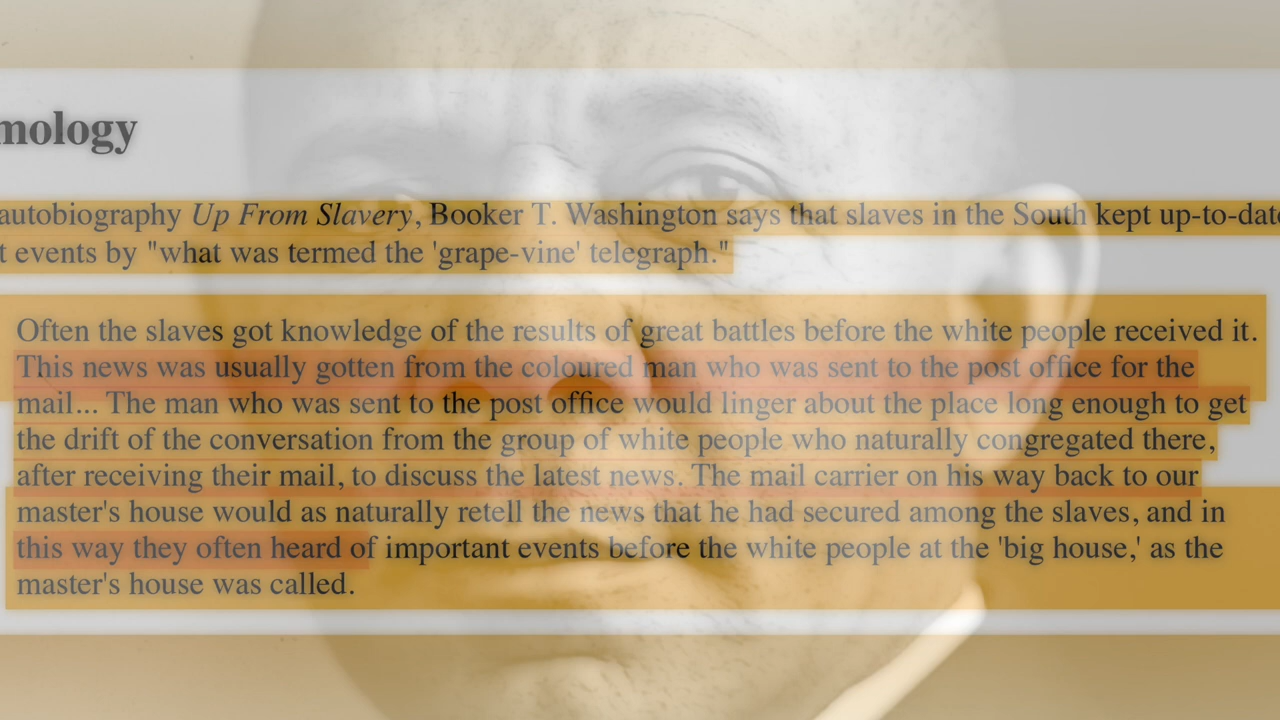 mology
autobiography Up From Slavery, Booker T. Washington says that slaves in the South kept up-to-date
t events by "what was termed the 'grape-vine' telegraph."
Often the slaves got knowledge of the results of great battles before the white people received it.
This news was usually gotten from the coloured man who was sent to the post office for the
mail... The man who was sent to the post office would linger about the place long enough to get
the drift of the conversation from the group of white people who naturally congregated there,
after receiving their mail, to discuss the latest news. The mail carrier on his way back to our
master's house would as naturally retell the news that he had secured among the slaves, and in
this way they often heard of important events before the white people at the 'big house,' as the
master's house was called.